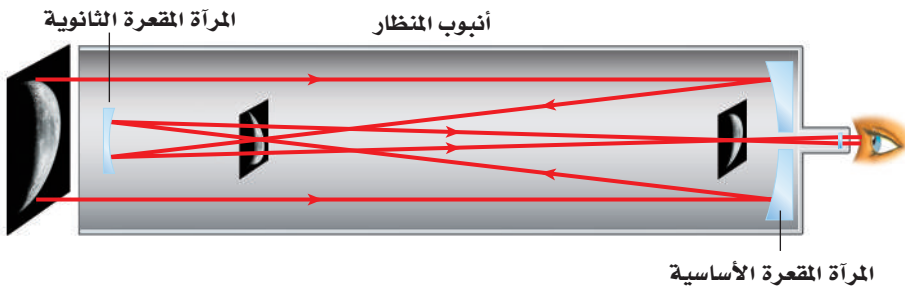 المرآة المقعرة الثانوية
أنبوب المنظار
المرآة المقعرة الأساسية